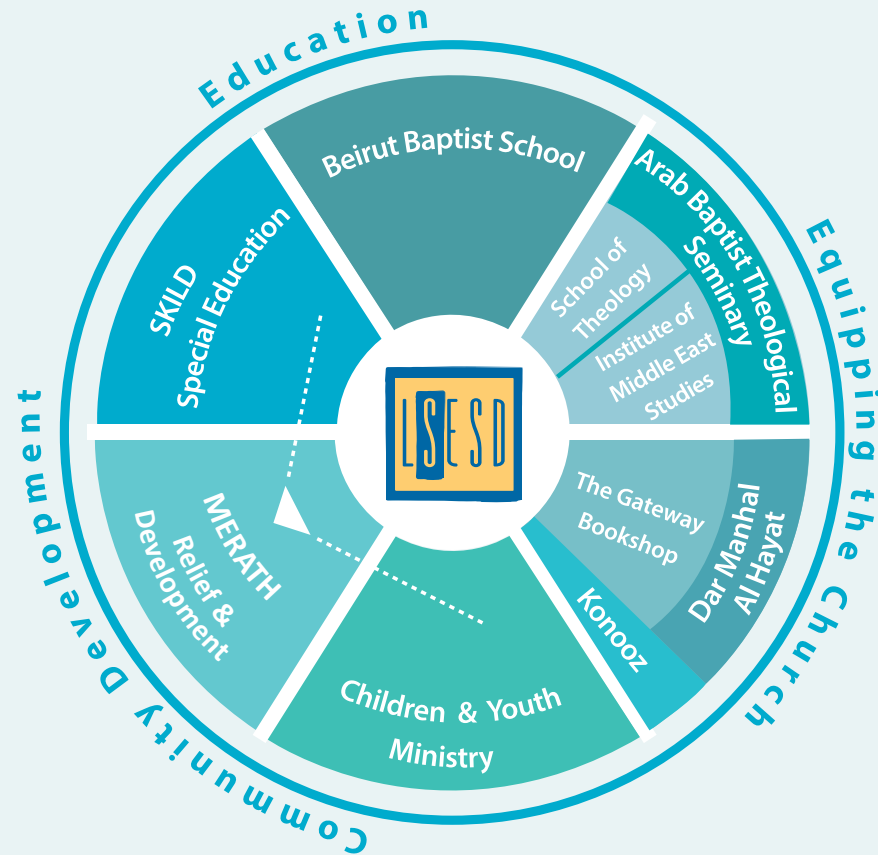 Education
Beirut Baptist School
Arab Baptist Theological
Seminary
School of
Theology
Institute of
Middle East
Studies
Equipping the Church
The Gateway
Bookshop
Dar Manhal
Al Hayat
Konooz
Children & Youth
Ministry
Community Development
MERATH
Relief &
Development
SKILD
Special Education
LSESD